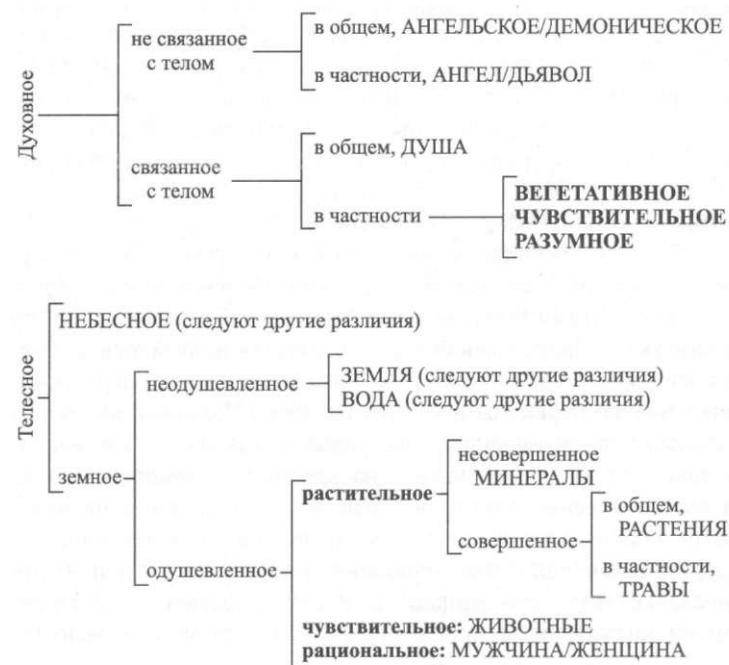 Духовное
не связанное
с телом
в общем, АНГЕЛЬСКОЕ/ДЕМОНИЧЕСКОЕ
в частности, АНГЕЛ/ДЬЯВОЛ
связанное
с телом
в общем, ДУША
в частности
ВЕГЕТАТИВНОЕ
ЧУВСТВИТЕЛЬНОЕ
РАЗУМНОЕ
Телесное
НЕБЕСНОЕ (следуют другие различия)
земное
неодушевленное
ЗЕМЛЯ (следуют другие различия)
ВОДА (следуют другие различия)
одушевленное
растительное
несовершенное
МИНЕРАЛЫ
совершенное
в общем,
РАСТЕНИЯ
в частности,
ТРАВЫ
чувствительное: ЖИВОТНЫЕ
рациональное: МУЖЧИНА/ЖЕНЩИНА